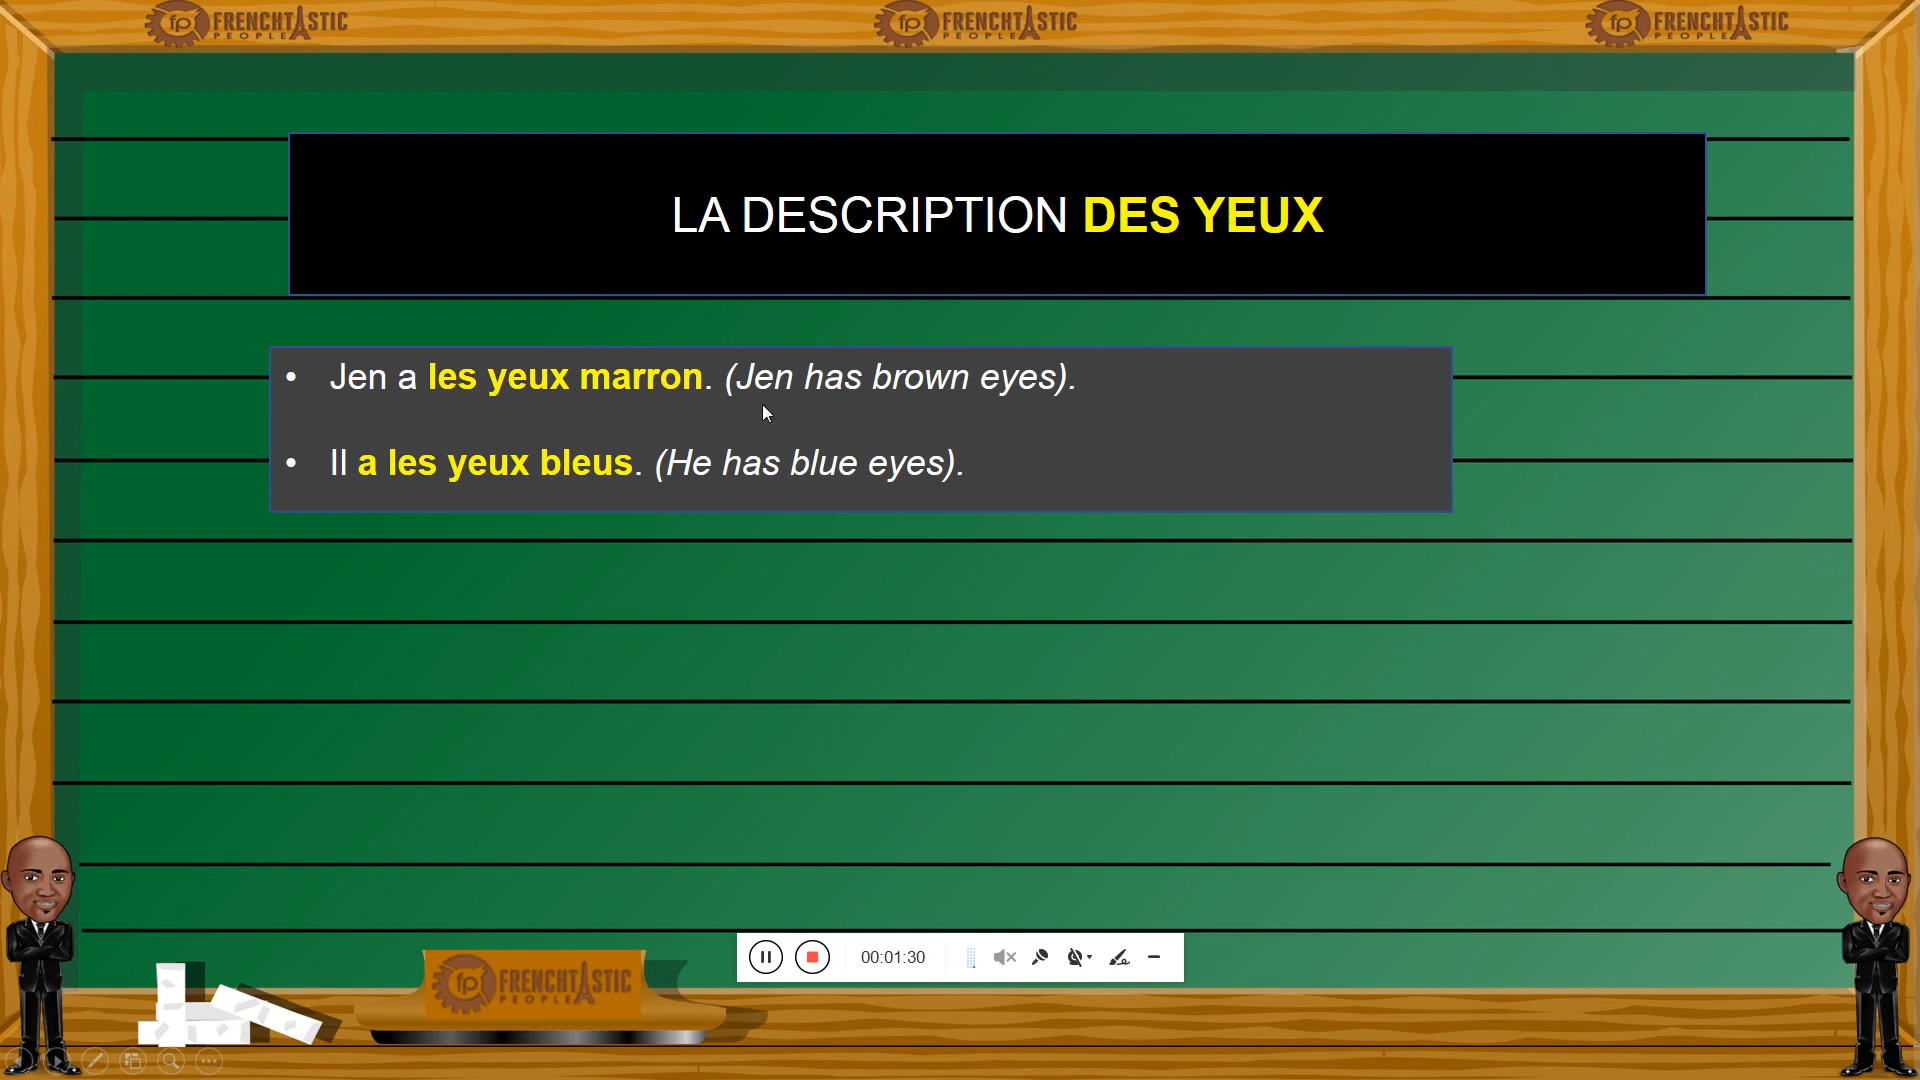 FRENCHTASTIC PEOPLE FRENCHTASTIC PEOPLE FRENCHTASTIC PEOPLE
LA DESCRIPTION DES YEUX
• Jen a les yeux marron. (Jen has brown eyes).
• Il a les yeux bleus. (He has blue eyes).
00:01:30
fp FRENCHTASTIC
PEOPLE